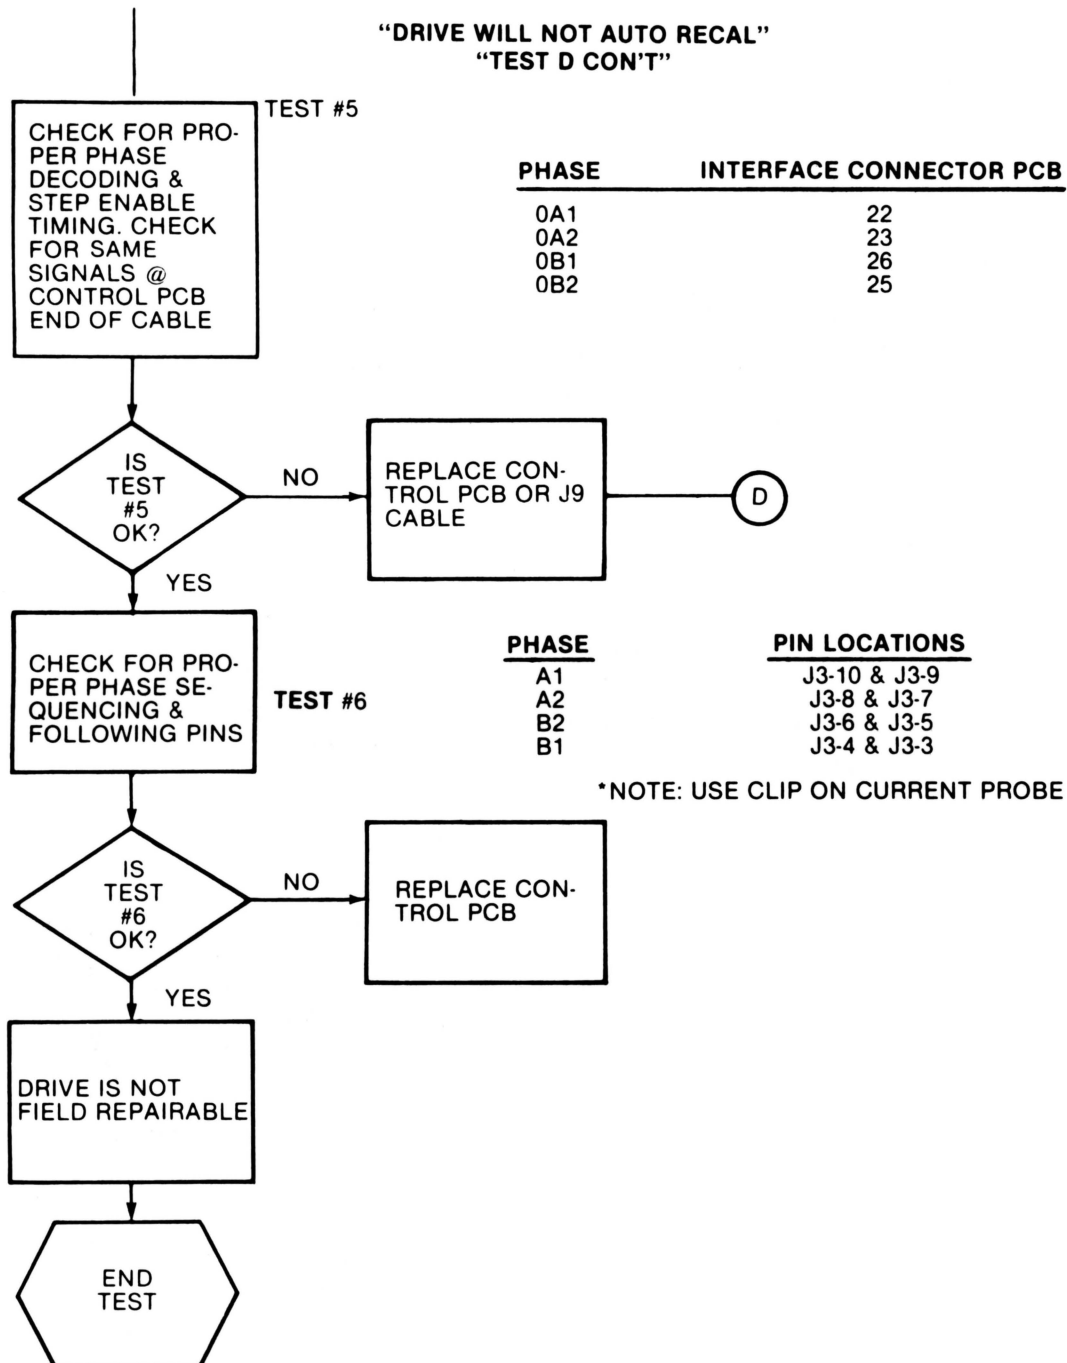 “DRIVE WILL NOT AUTO RECAL”
“TEST D CON'T”
TEST #5
CHECK FOR PRO-
PER PHASE
DECODING &
STEP ENABLE
TIMING. CHECK
FOR SAME
SIGNALS @
CONTROL PCB
END OF CABLE
PHASE INTERFACE CONNECTOR PCB
0A1 22
0A2 23
0B1 26
0B2 25
IS
TEST
#5
OK?
NO
REPLACE CON-
TROL PCB OR J9
CABLE
D
YES
CHECK FOR PRO-
PER PHASE SE-
QUENCING &
FOLLOWING PINS
TEST #6
PHASE PIN LOCATIONS
A1 J3-10 & J3-9
A2 J3-8 & J3-7
B2 J3-6 & J3-5
B1 J3-4 & J3-3
*NOTE: USE CLIP ON CURRENT PROBE
IS
TEST
#6
OK?
NO
REPLACE CON-
TROL PCB
YES
DRIVE IS NOT
FIELD REPAIRABLE
END
TEST